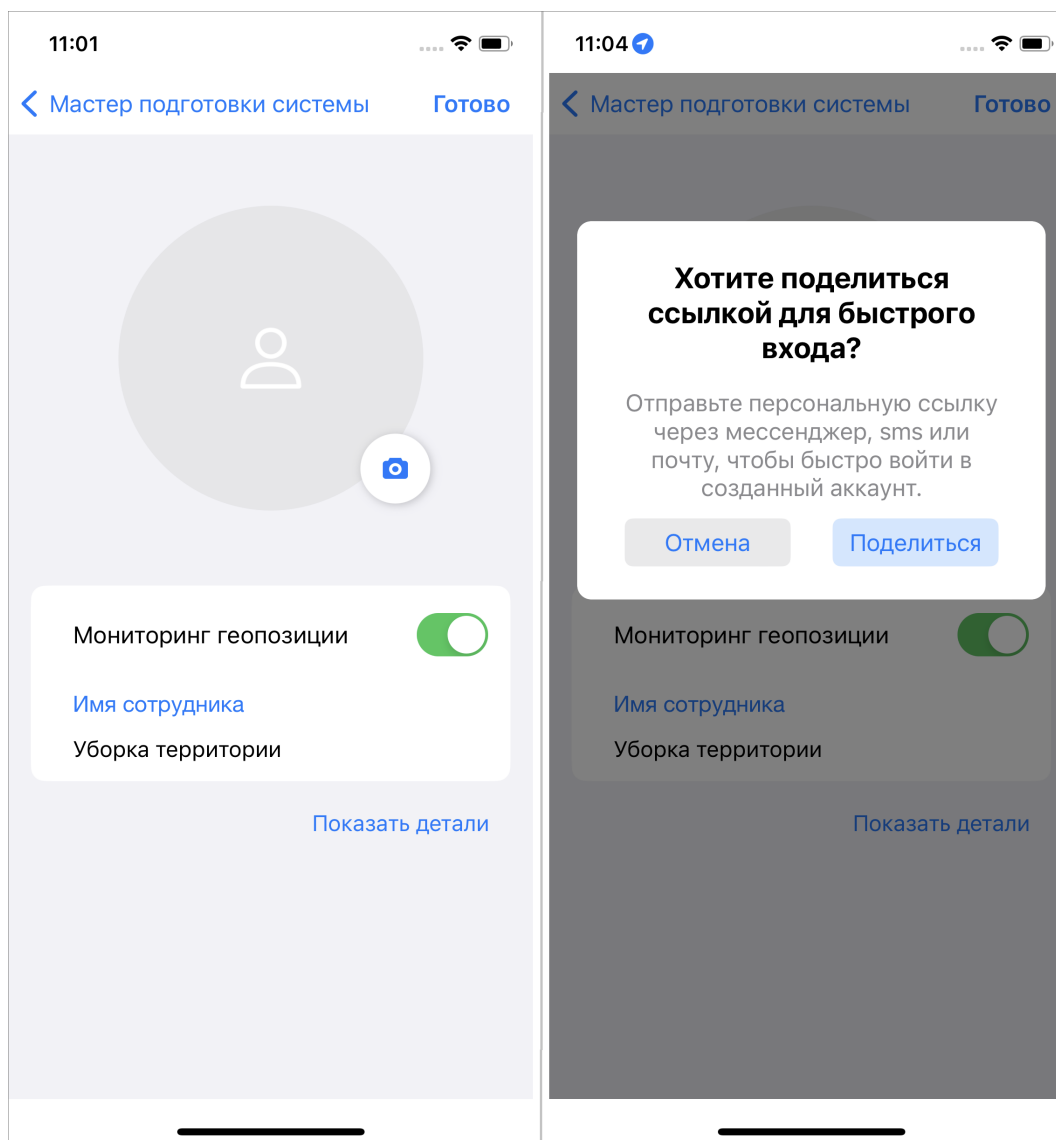 11:01
Мастер подготовки системы Готово
Мониторинг геопозиции
Имя сотрудника
Уборка территории
Показать детали
11:04
Мастер подготовки системы Готово
Хотите поделиться
ссылкой для быстрого
входа?
Отправьте персональную ссылку
через мессенджер, sms или
почту, чтобы быстро войти в
созданный аккаунт.
Отмена Поделиться
Мониторинг геопозиции
Имя сотрудника
Уборка территории
Показать детали